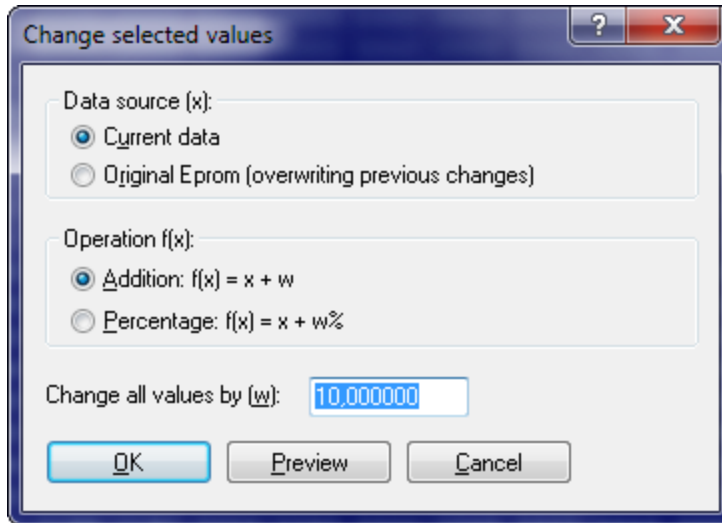 Change selected values
?
Data source (x):
Current data
Original Eprom (overwriting previous changes)
Operation f(x):
Addition: f(x) = x + w
Percentage: f(x) = x + w%
Change all values by (w): 10,000000
OK Preview Cancel